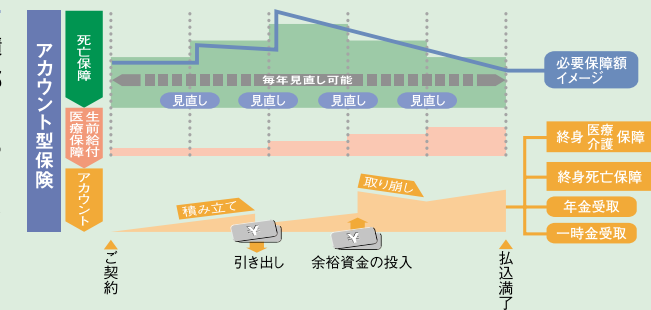 アカウント型保険
死亡保障
毎年見直し可能
見直し
見直し
見直し
見直し
必要保障額
イメージ
生前給付
医療保障
アカウント
積み立て
取り崩し
¥
引き出し
¥
余裕資金の投入
ご契約
払込満了
終身医療介護保障
終身死亡保障
年金受取
一時金受取